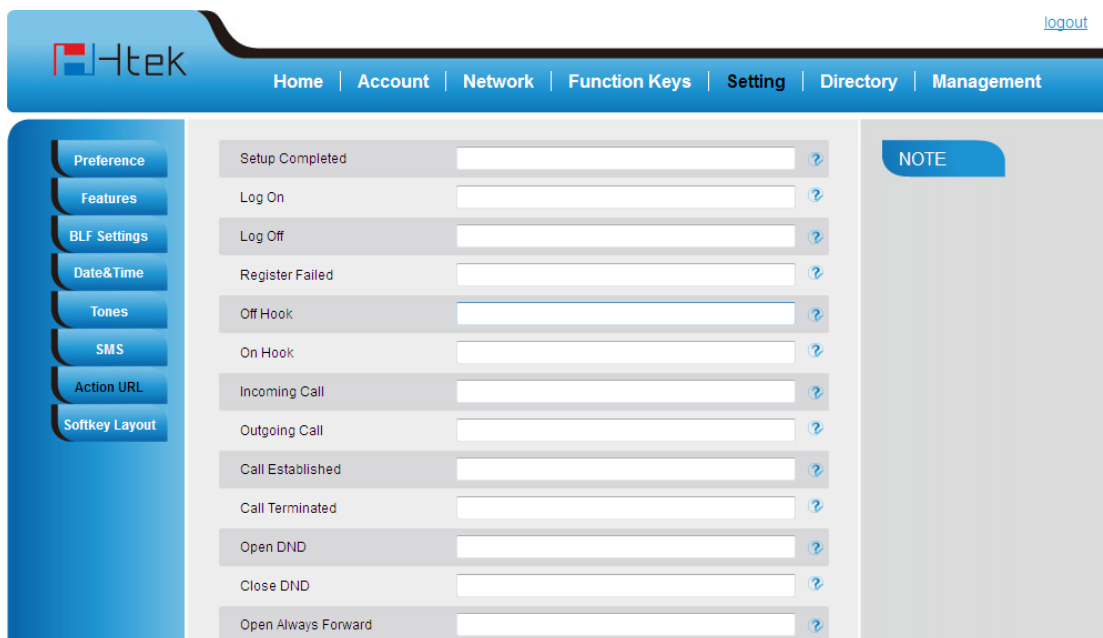 logout
Htek
Home | Account | Network | Function Keys | Setting | Directory | Management
Preference
Features
BLF Settings
Date&Time
Tones
SMS
Action URL
Softkey Layout
Setup Completed
Log On
Log Off
Register Failed
Off Hook
On Hook
Incoming Call
Outgoing Call
Call Established
Call Terminated
Open DND
Close DND
Open Always Forward
NOTE